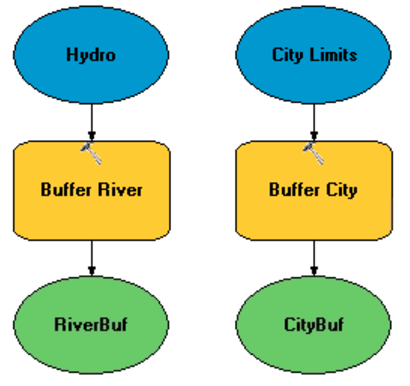 Hydro
City Limits
Buffer River
Buffer City
RiverBuf
CityBuf